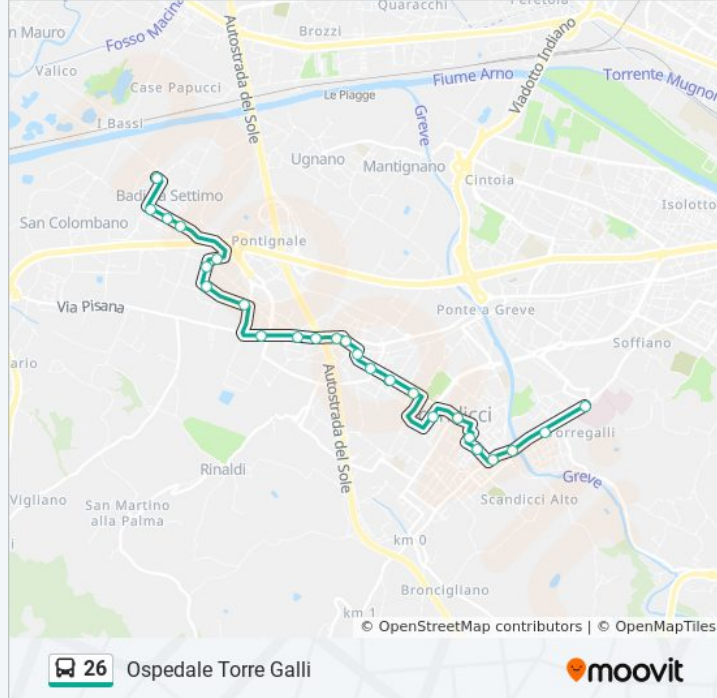 Quaracchi
Peretola
n Mauro
Fosso Macina
Autostrada del Sole
Brozzi
Viadotto Indiano
Valico
Case Papucci
Fiume Arno
Torrente Mugnon
Le Piagge
I Bassi
Greve
Ugnano
Mantignano
Cintoia
Badia a Settimo
Isolotto
San Colombano
Pontignale
Via Pisana
Ponte a Greve
Soffiano
ario
Autostrada del Sole
Scandicci
Torregalli
Rinaldi
Greve
Vigliano
San Martino
alla Palma
Scandicci Alto
i
km 0
Broncigliano
km 1
© OpenStreetMap contributors | © OpenMapTiles
26 Ospedale Torre Galli
moovit